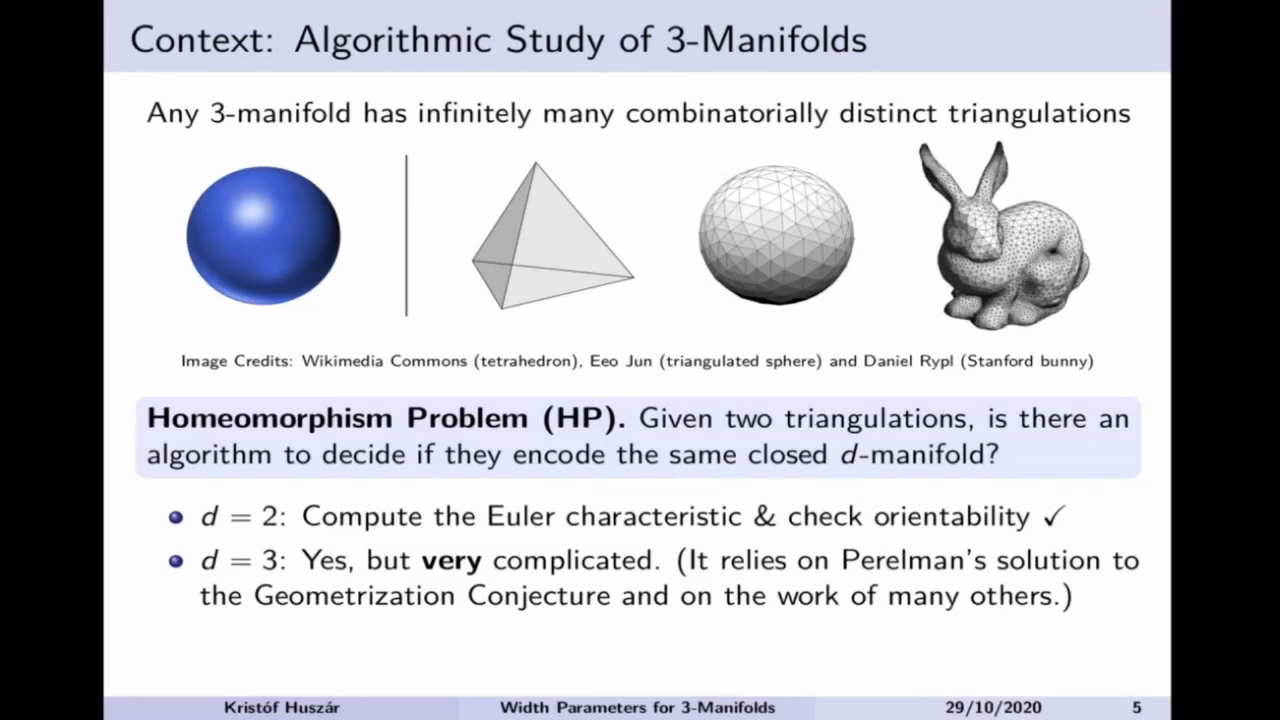 Context: Algorithmic Study of 3-Manifolds
Any 3-manifold has infinitely many combinatorially distinct triangulations
Image Credits: Wikimedia Commons (tetrahedron), Eeo Jun (triangulated sphere) and Daniel Rypl (Stanford bunny)
Homeomorphism Problem (HP). Given two triangulations, is there an
algorithm to decide if they encode the same closed d-manifold?
d = 2: Compute the Euler characteristic & check orientability ✓
d = 3: Yes, but very complicated. (It relies on Perelman's solution to
the Geometrization Conjecture and on the work of many others.)
Kristóf Huszár Width Parameters for 3-Manifolds 29/10/2020 5